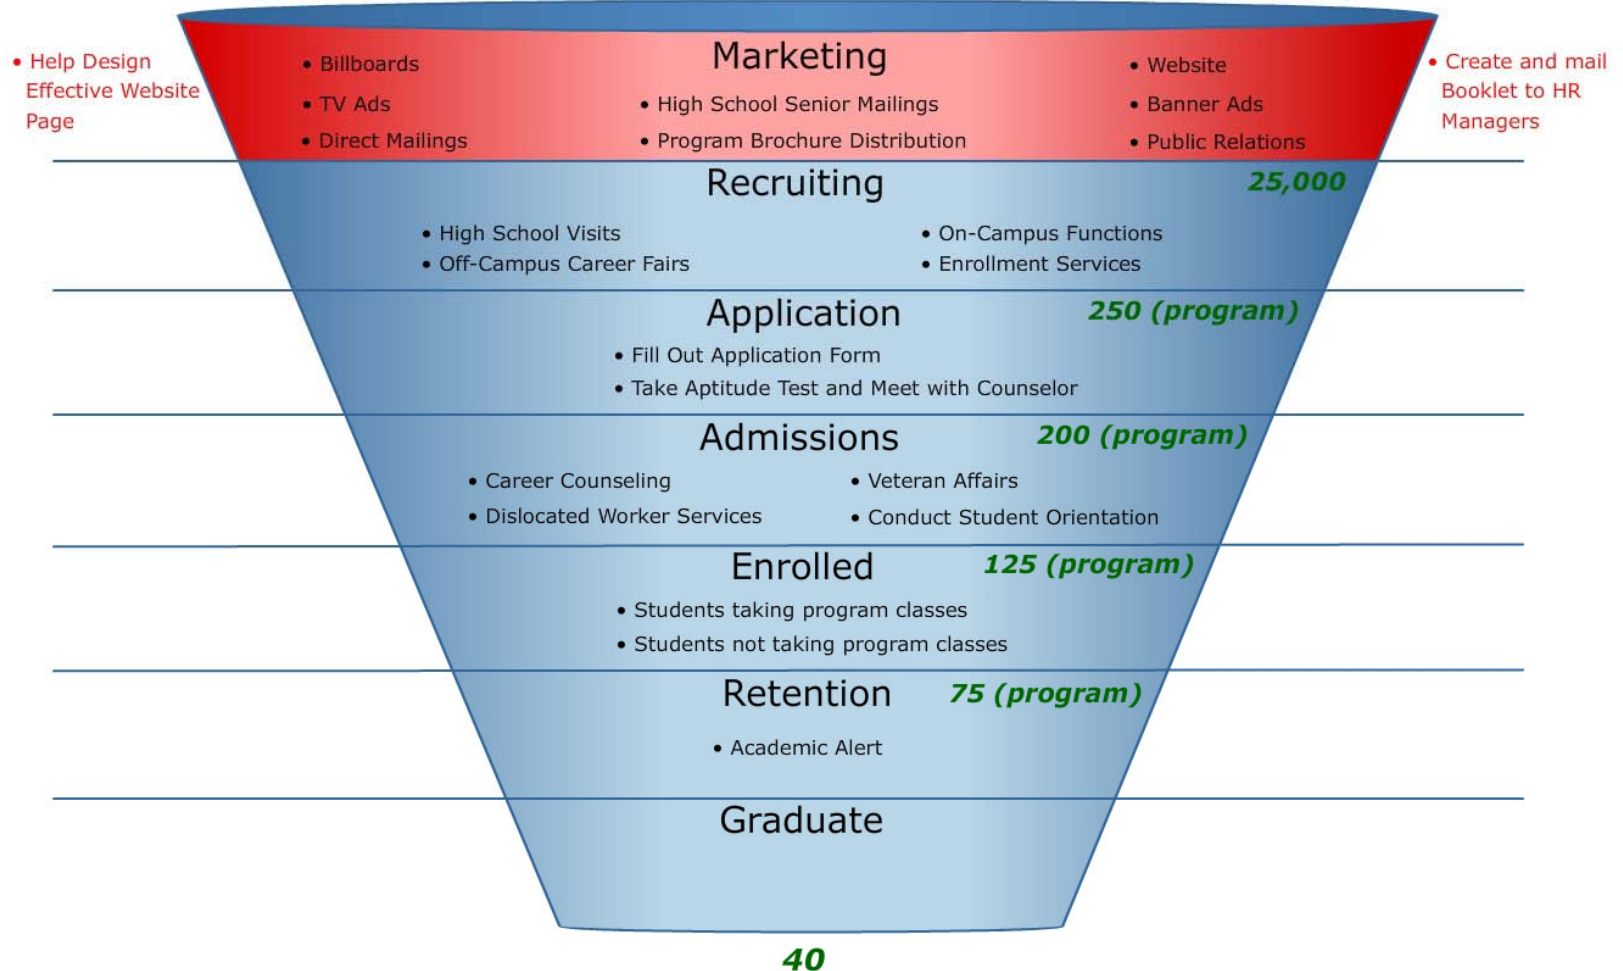 Marketing
• Help Design
Effective Website
Page
• Billboards
• TV Ads
• Direct Mailings
• High School Senior Mailings
• Program Brochure Distribution
• Website
• Banner Ads
• Public Relations
• Create and mail
Booklet to HR
Managers
Recruiting
25,000
• High School Visits
• Off-Campus Career Fairs
• On-Campus Functions
• Enrollment Services
Application
250 (program)
• Fill Out Application Form
• Take Aptitude Test and Meet with Counselor
Admissions
200 (program)
• Career Counseling
• Dislocated Worker Services
• Veteran Affairs
• Conduct Student Orientation
Enrolled
125 (program)
• Students taking program classes
• Students not taking program classes
Retention
75 (program)
• Academic Alert
Graduate
40